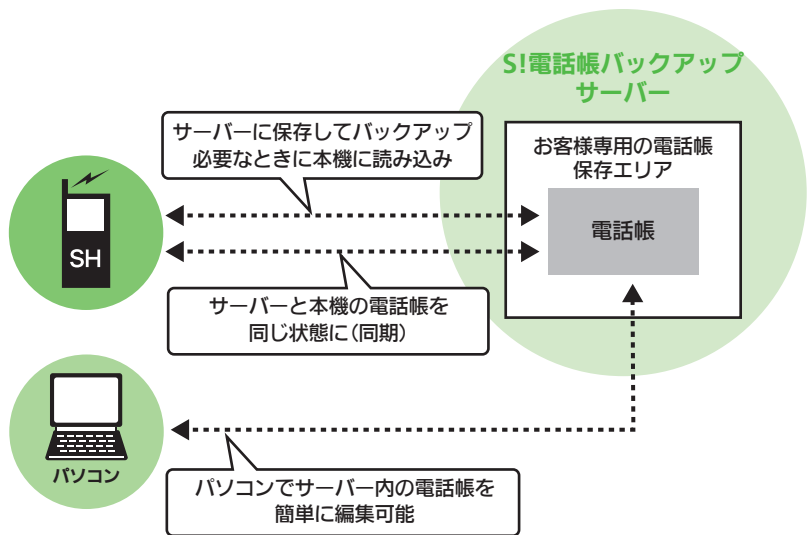 S!電話帳バックアップ
サーバー
サーバーに保存してバックアップ
必要なときに本機に読み込み
お客様専用の電話帳
保存エリア
電話帳
SH
サーバーと本機の電話帳を
同じ状態に(同期)
パソコン
パソコンでサーバー内の電話帳を
簡単に編集可能